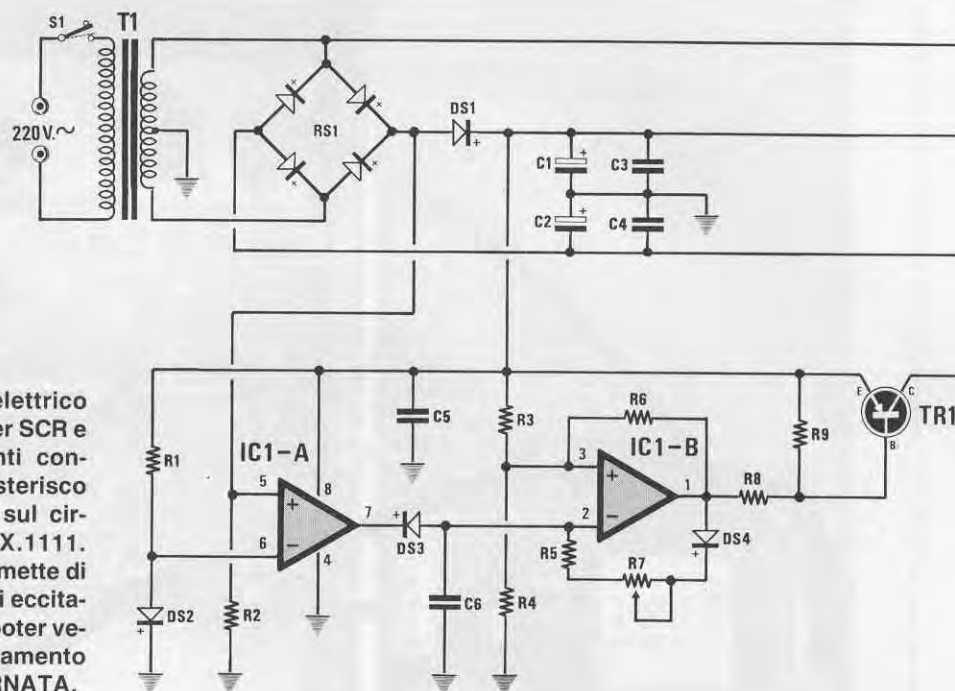 S1
T1
220V.~
RS1
DS1
+
C1
C2
C3
C4
elettrico
er SCR e
nti con-
sterisco
sul cir-
X.1111.
mette di
i eccita-
oter ve-
amento
RNATA.
R1
IC1-A
5
6
+
-
8
4
7
DS2
+
R2
C5
DS3
+
C6
R3
R4
R6
IC1-B
3
2
+
-
1
R5
R7
DS4
+
R8
R9
E
C
B
TR1